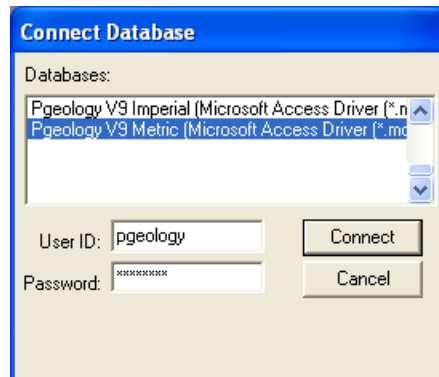 Connect Database
Databases:
Pgeology V9 Imperial (Microsoft Access Driver (*.m
Pgeology V9 Metric (Microsoft Access Driver (*.md
User ID: pgeology Connect
Password: ******** Cancel